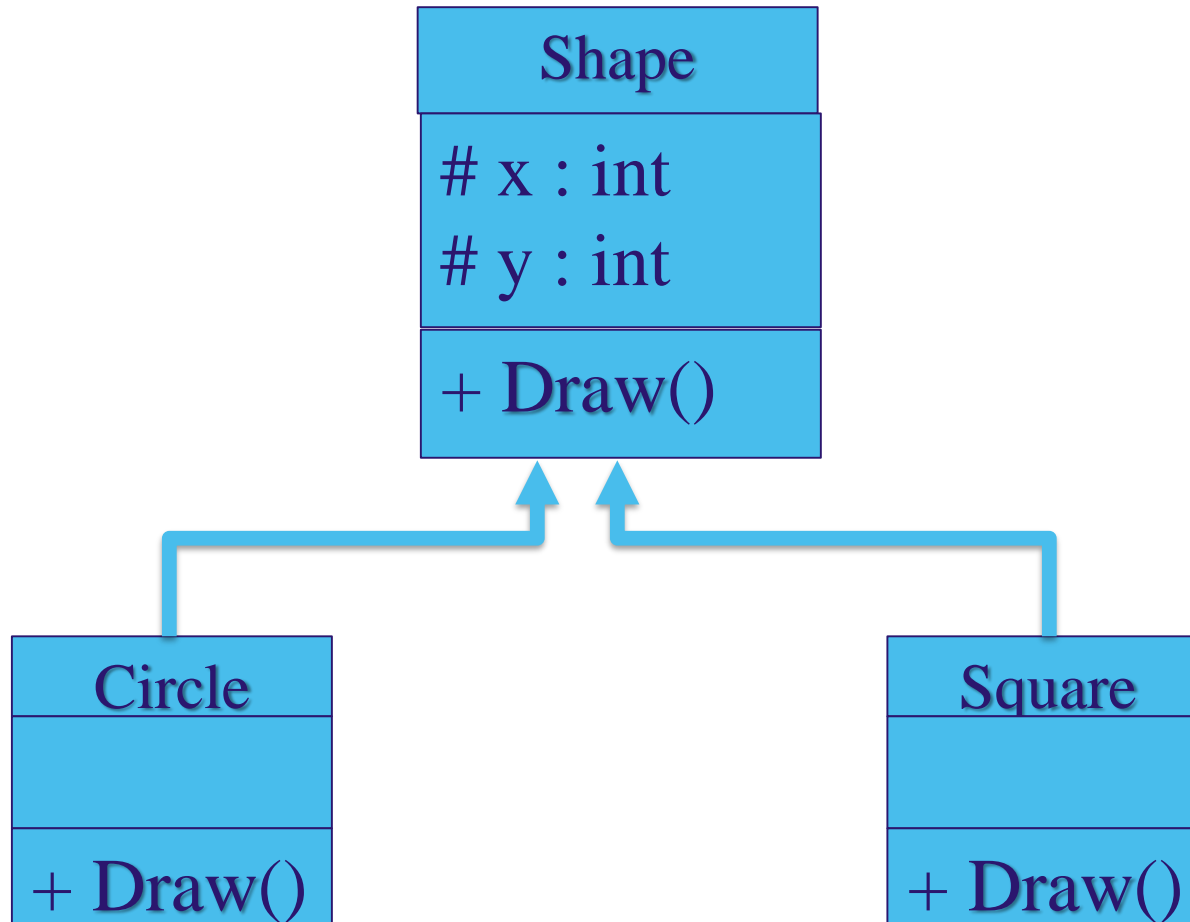 Shape
# x : int
# y : int
+ Draw()
Circle
+ Draw()
Square
+ Draw()